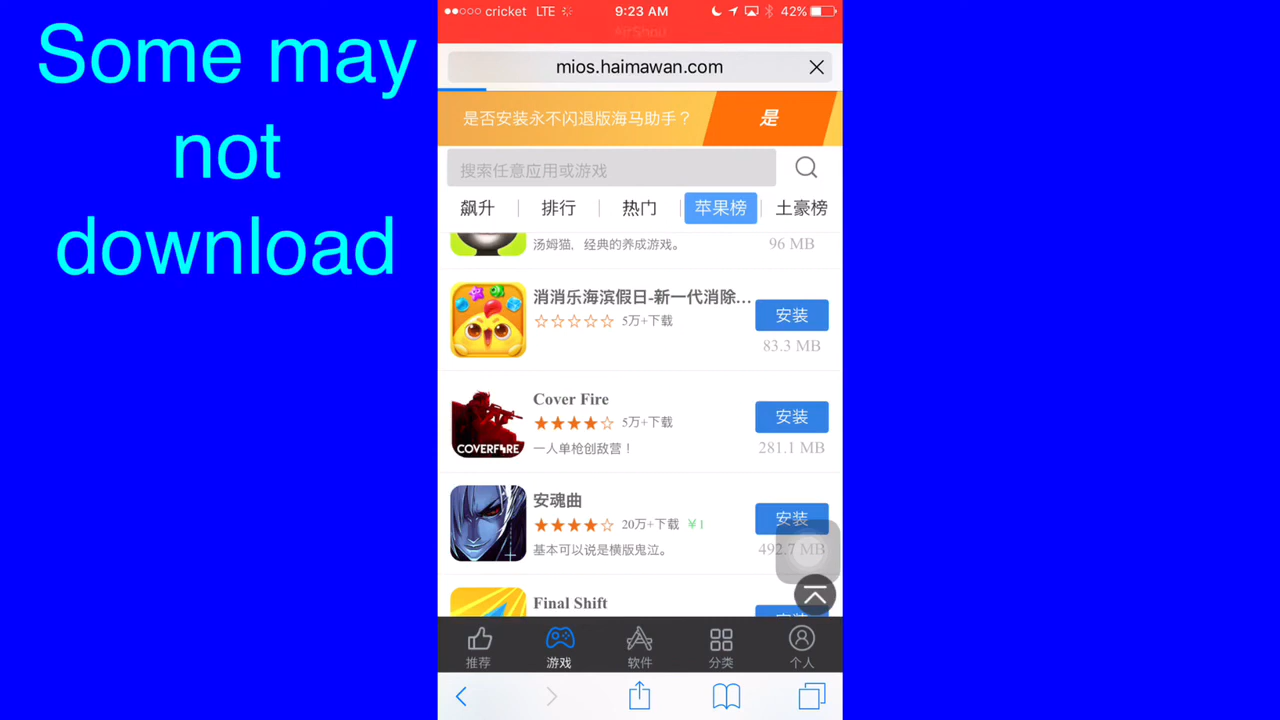 Some may
not
download
cricket LTE 9:23 AM 42%
AirShou
mios.haimawan.com
是否安装永不闪退版海马助手？ 是
搜索任意应用或游戏
飙升 排行 热门 苹果榜 土豪榜
汤姆猫，经典的养成游戏。 96 MB
消消乐海滨假日-新一代消除... 安装
5万+下载
83.3 MB
Cover Fire
5万+下载 安装
COVERFIRE
一人单枪创敌营！ 281.1 MB
安魂曲
20万+下载 ￥1 安装
基本可以说是横版鬼泣。 492.7 MB
Final Shift
安装
推荐 游戏 软件 分类 个人